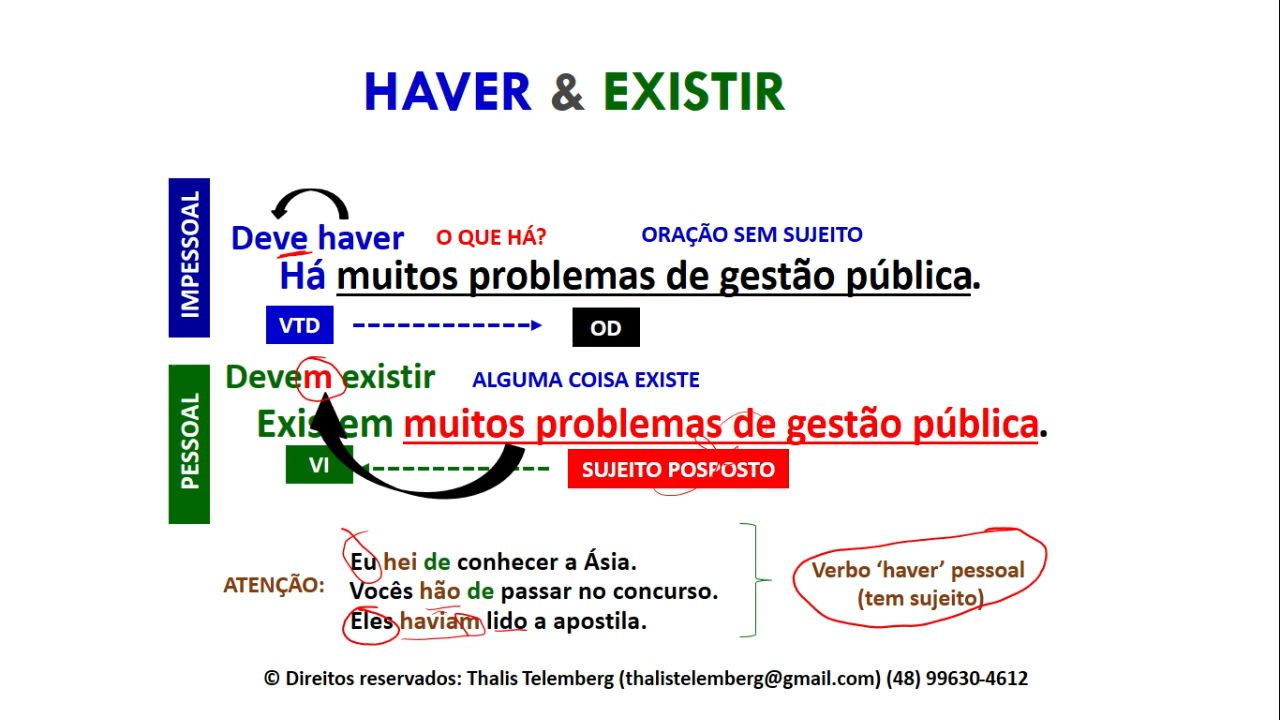 HAVER & EXISTIR
IMPESSOAL
Deve haver O QUE HÁ? ORAÇÃO SEM SUJEITO
Há muitos problemas de gestão pública.
VTD OD
PESSOAL
Devem existir ALGUMA COISA EXISTE
Existem muitos problemas de gestão pública.
VI SUJEITO POSPOSTO
ATENÇÃO:
Eu hei de conhecer a Ásia.
Vocês hão de passar no concurso.
Eles haviam lido a apostila.
Verbo ‘haver’ pessoal
(tem sujeito)
© Direitos reservados: Thalis Telemberg (thalistelemberg@gmail.com) (48) 99630-4612